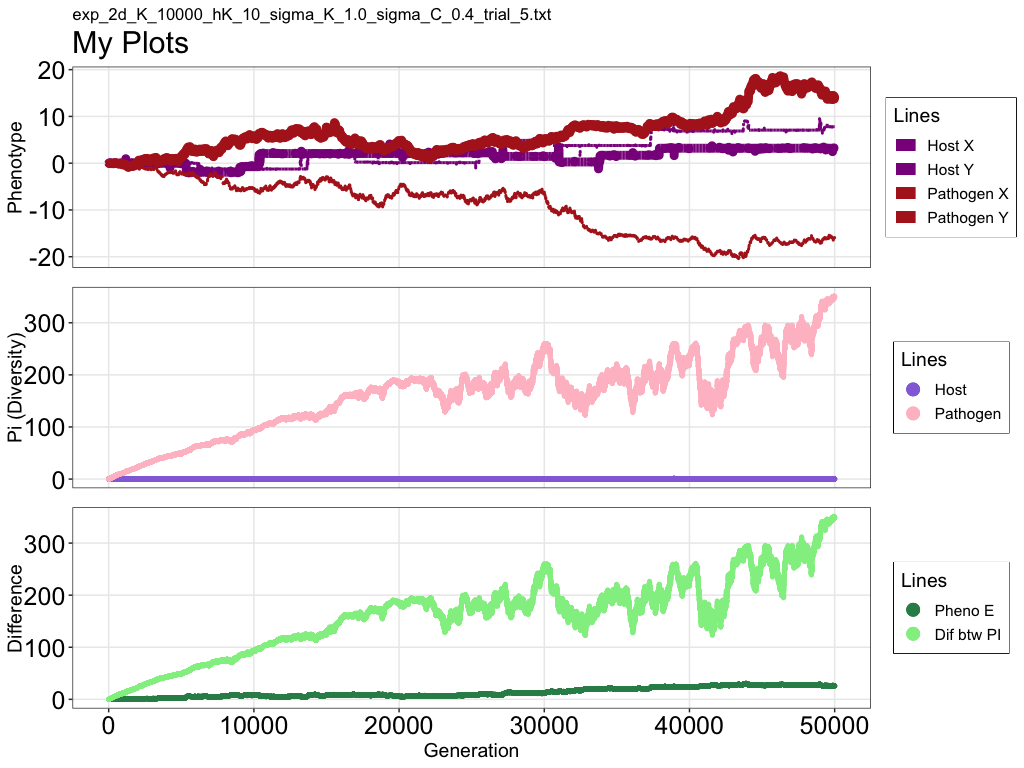 exp_2d_K_10000_hK_10_sigma_K_1.0_sigma_C_0.4_trial_5.txt
My Plots
20
10
0
-10
-20
Phenotype
Lines
Host X
Host Y
Pathogen X
Pathogen Y
300
200
100
0
Pi (Diversity)
Lines
Host
Pathogen
300
200
100
0
Difference
Lines
Pheno E
Dif btw PI
0 10000 20000 30000 40000 50000
Generation